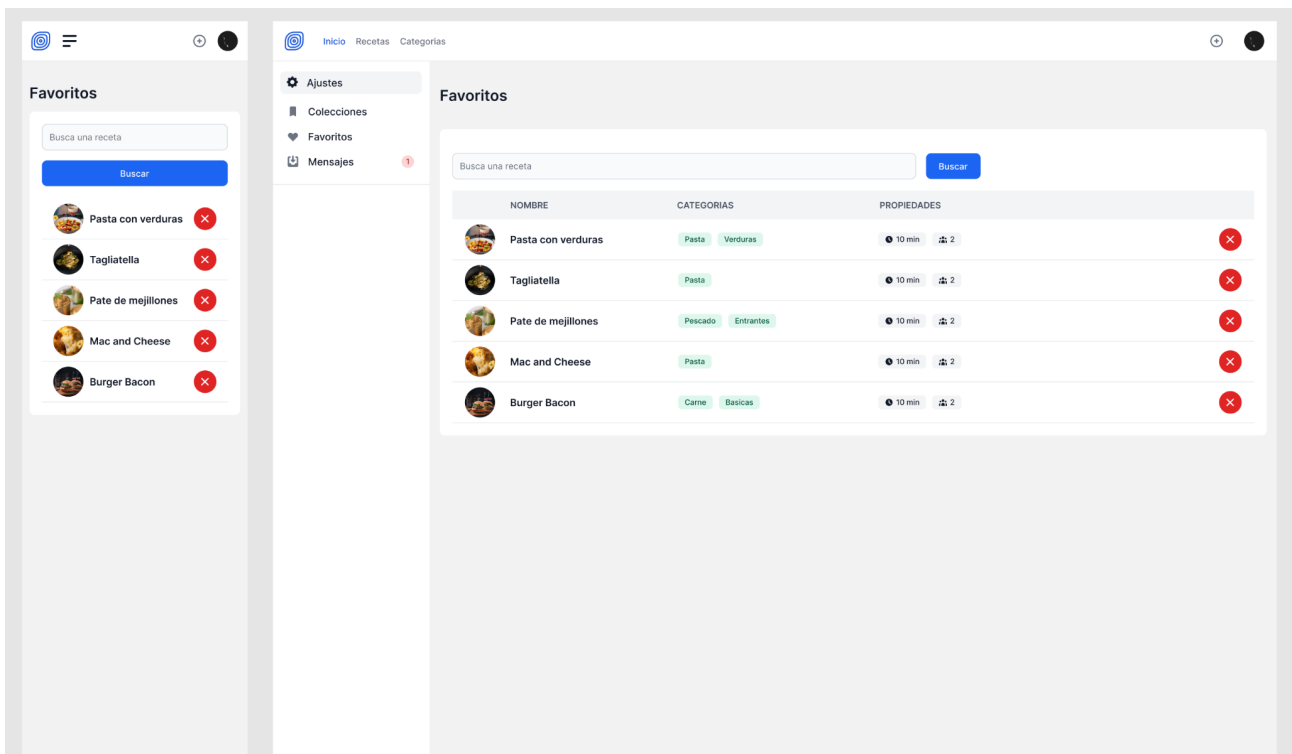 Favoritos
Busca una receta
Buscar
Pasta con verduras
Tagliatella
Pate de mejillones
Mac and Cheese
Burger Bacon
Inicio Recetas Categorias
Ajustes
Colecciones
Favoritos
Mensajes 1
Favoritos
Busca una receta Buscar
NOMBRE CATEGORIAS PROPIEDADES
Pasta con verduras Pasta Verduras 10 min 2
Tagliatella Pasta 10 min 2
Pate de mejillones Pescado Entrantes 10 min 2
Mac and Cheese Pasta 10 min 2
Burger Bacon Carne Basicas 10 min 2